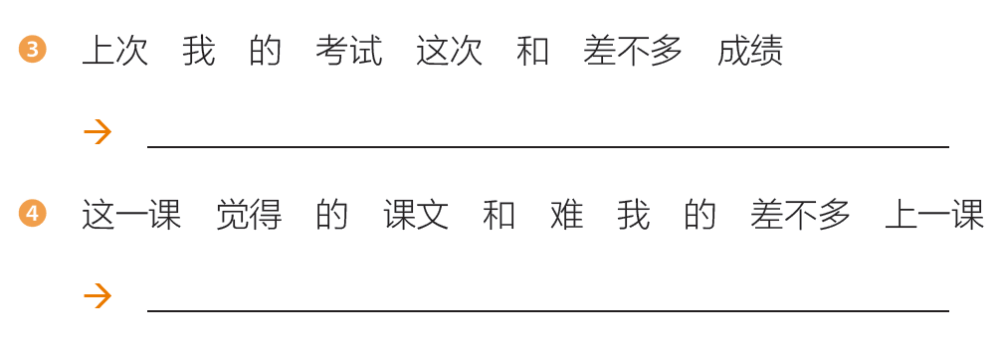 3 上次 我 的 考试 这次 和 差不多 成绩
→
4 这一课 觉得 的 课文 和 难 我 的 差不多 上一课
→